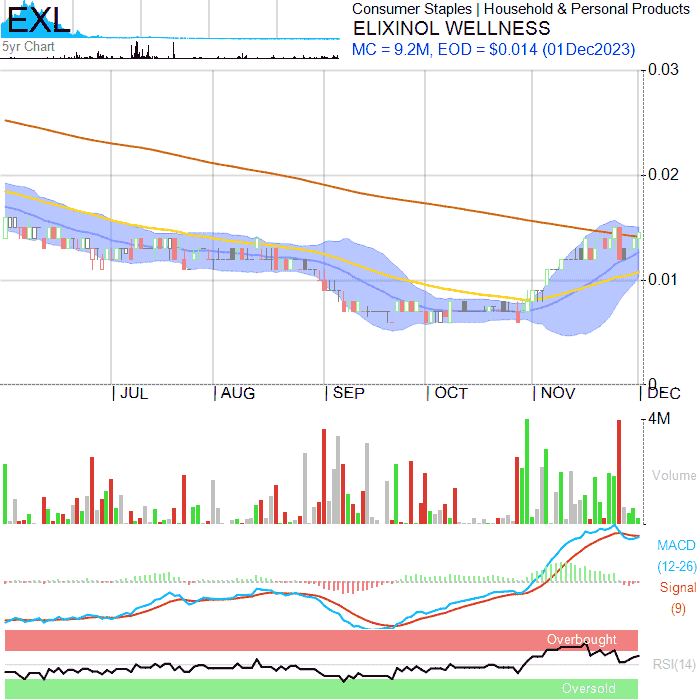 EXL
5yr Chart
Consumer Staples | Household & Personal Products
ELIXINOL WELLNESS
MC = 9.2M, EOD = $0.014 (01Dec2023)
0.03
0.02
0.01
0
JUL AUG SEP OCT NOV DEC
4M
Volume
MACD
(12-26)
Signal
(9)
Overbought
RSI(14)
Oversold